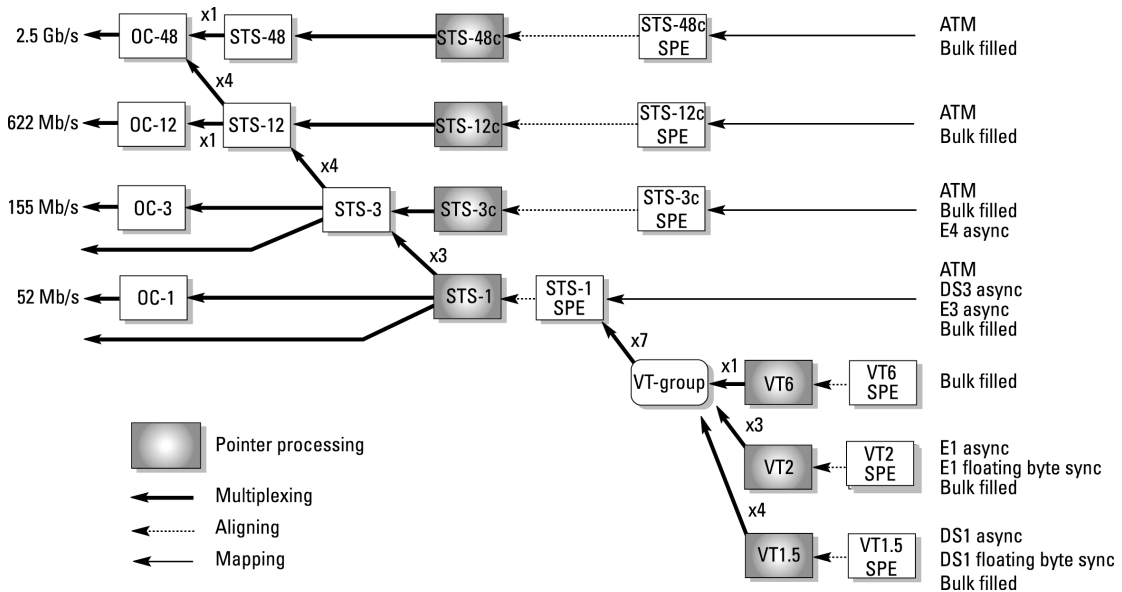 x1
2.5 Gb/s OC-48 STS-48 STS-48c STS-48c SPE ATM
Bulk filled
x4
622 Mb/s OC-12 x1 STS-12 STS-12c STS-12c SPE ATM
Bulk filled
x4
155 Mb/s OC-3 STS-3 STS-3c STS-3c SPE ATM
Bulk filled
E4 async
x3
52 Mb/s OC-1 STS-1 STS-1 SPE ATM
DS3 async
E3 async
Bulk filled
x7
VT-group x1 VT6 VT6 SPE Bulk filled
x3
VT2 VT2 SPE E1 async
E1 floating byte sync
Bulk filled
x4
VT1.5 VT1.5 SPE DS1 async
DS1 floating byte sync
Bulk filled
Pointer processing
Multiplexing
Aligning
Mapping